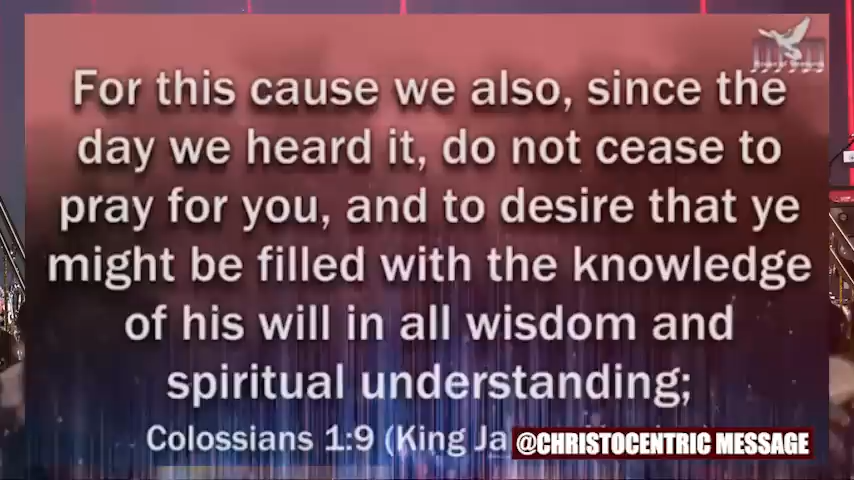 For this cause we also, since the
day we heard it, do not cease to
pray for you, and to desire that ye
might be filled with the knowledge
of his will in all wisdom and
spiritual understanding;
Colossians 1:9 (King Ja
@CHRISTOCENTRIC MESSAGE